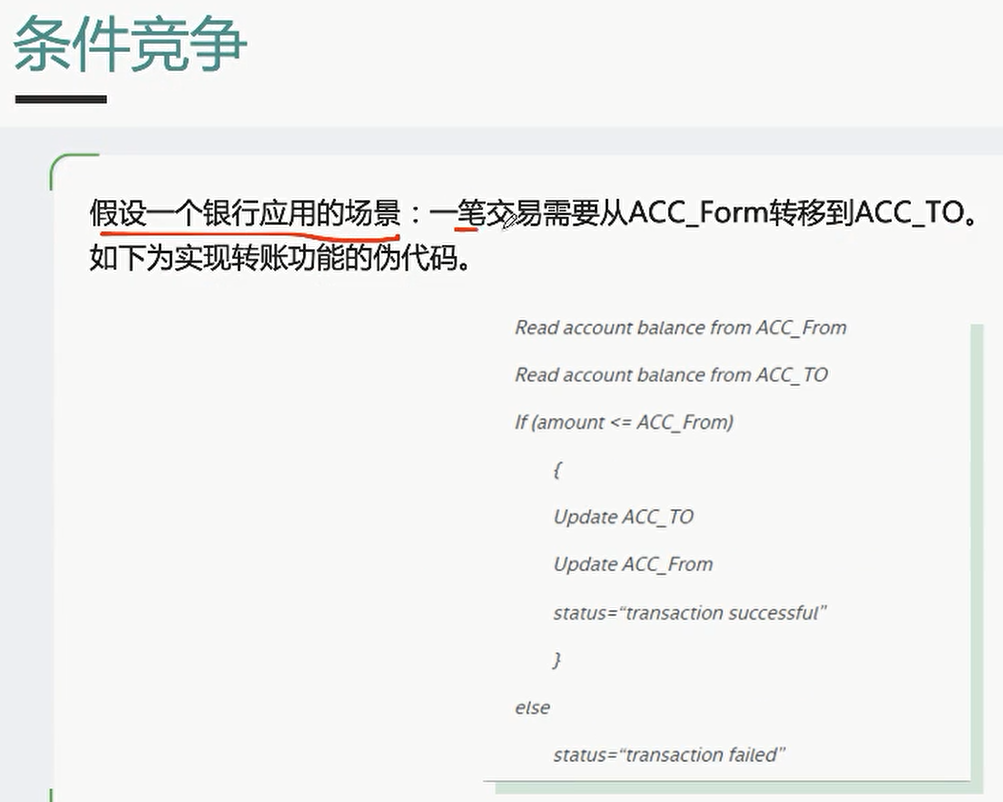 条件竞争
假设一个银行应用的场景：一笔交易需要从ACC_Form转移到ACC_TO。
如下为实现转账功能的伪代码。
Read account balance from ACC_From
Read account balance from ACC_TO
If (amount <= ACC_From)
{
Update ACC_TO
Update ACC_From
status=“transaction successful”
}
else
status=“transaction failed”